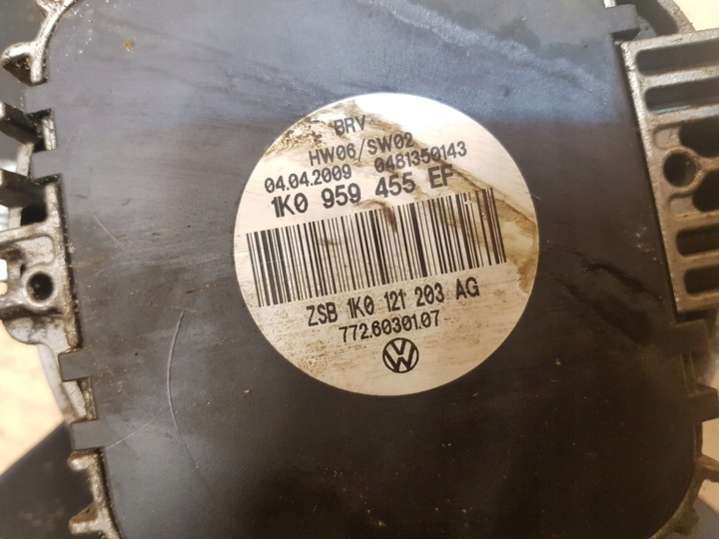 BRV
HW06/SW02
04.04.2009 0481350143
1K0 959 455 EF
ZSB 1K0 121 203 AG
772.60301.07